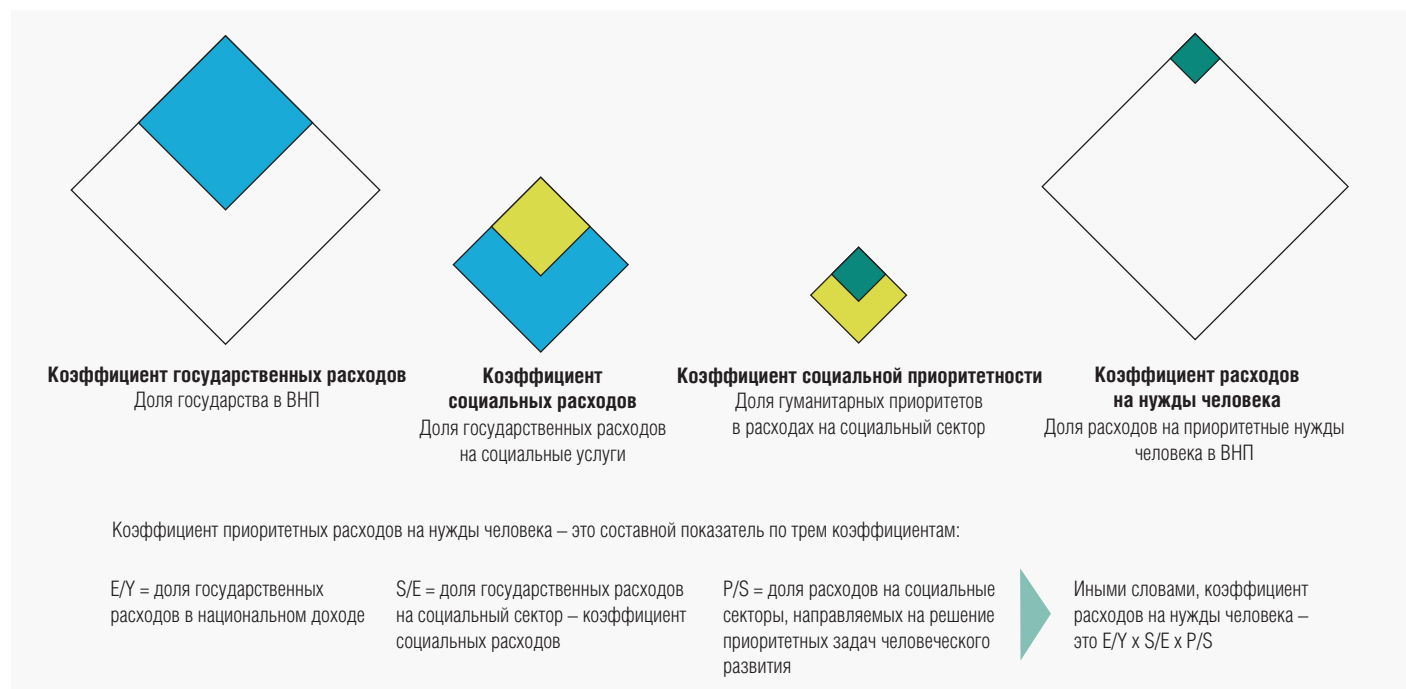 Коэффициент государственных расходов
Доля государства в ВНП
Коэффициент
социальных расходов
Доля государственных расходов
на социальные услуги
Коэффициент социальной приоритетности
Доля гуманитарных приоритетов
в расходах на социальный сектор
Коэффициент расходов
на нужды человека
Доля расходов на приоритетные нужды
человека в ВНП
Коэффициент приоритетных расходов на нужды человека – это составной показатель по трем коэффициентам:
E/Y = доля государственных
расходов в национальном доходе
S/E = доля государственных расходов
на социальный сектор – коэффициент
социальных расходов
P/S = доля расходов на социальные
секторы, направляемых на решение
приоритетных задач человеческого
развития
Иными словами, коэффициент
расходов на нужды человека –
это E/Y x S/E x P/S